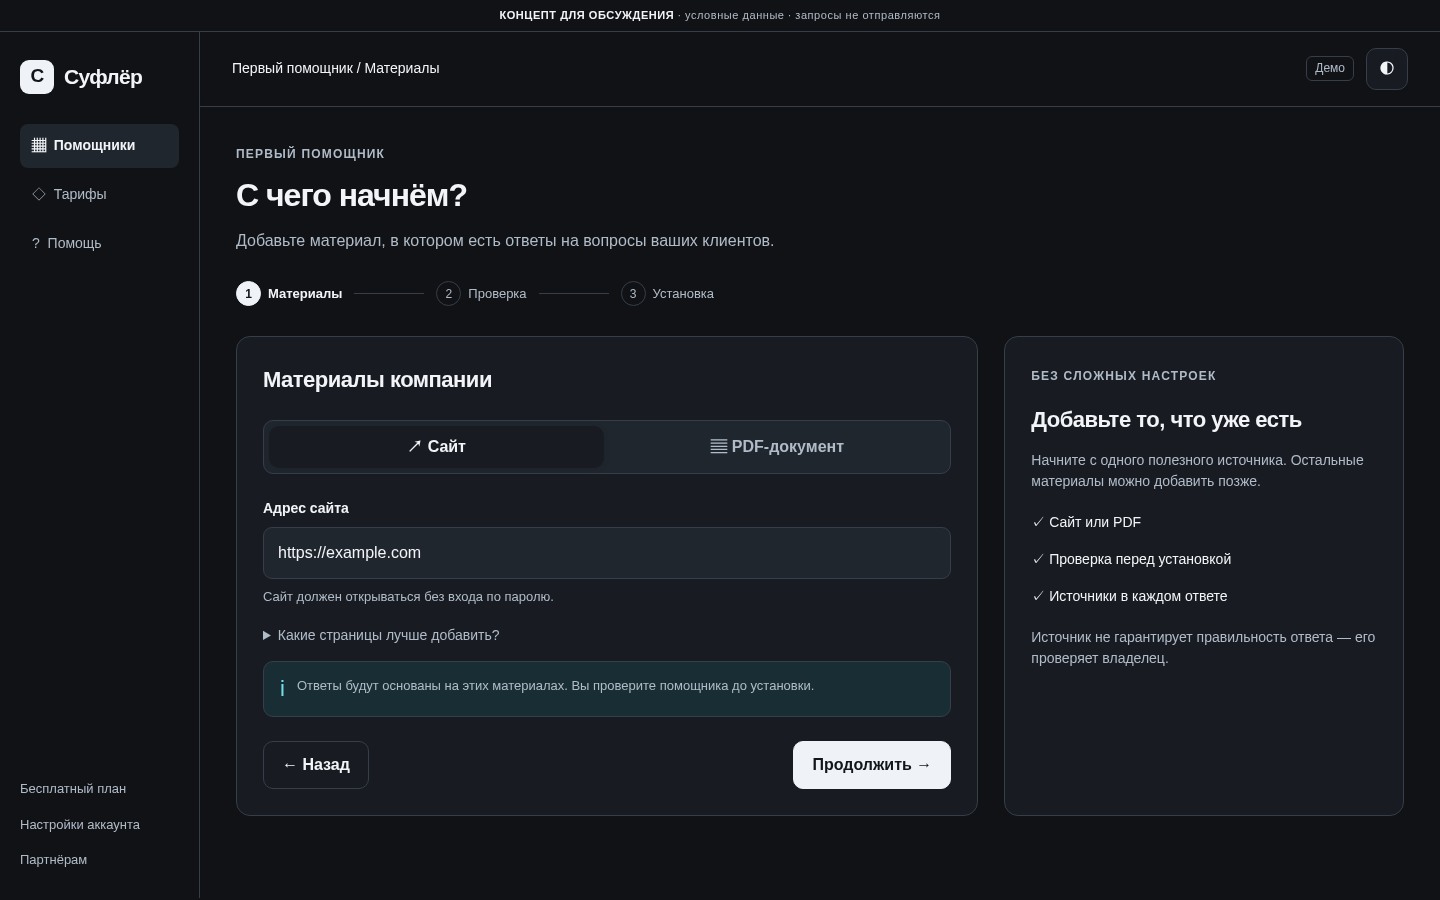 КОНЦЕПТ ДЛЯ ОБСУЖДЕНИЯ · условные данные · запросы не отправляются
С Суфлёр
Помощники
Тарифы
? Помощь
Бесплатный план
Настройки аккаунта
Партнёрам
Первый помощник / Материалы
Демо
ПЕРВЫЙ ПОМОЩНИК
С чего начнём?
Добавьте материал, в котором есть ответы на вопросы ваших клиентов.
1 Материалы 2 Проверка 3 Установка
Материалы компании
↗ Сайт
▤ PDF-документ
Адрес сайта
https://example.com
Сайт должен открываться без входа по паролю.
▶ Какие страницы лучше добавить?
i Ответы будут основаны на этих материалах. Вы проверите помощника до установки.
← Назад
Продолжить →
БЕЗ СЛОЖНЫХ НАСТРОЕК
Добавьте то, что уже есть
Начните с одного полезного источника. Остальные
материалы можно добавить позже.
✓ Сайт или PDF
✓ Проверка перед установкой
✓ Источники в каждом ответе
Источник не гарантирует правильность ответа — его
проверяет владелец.